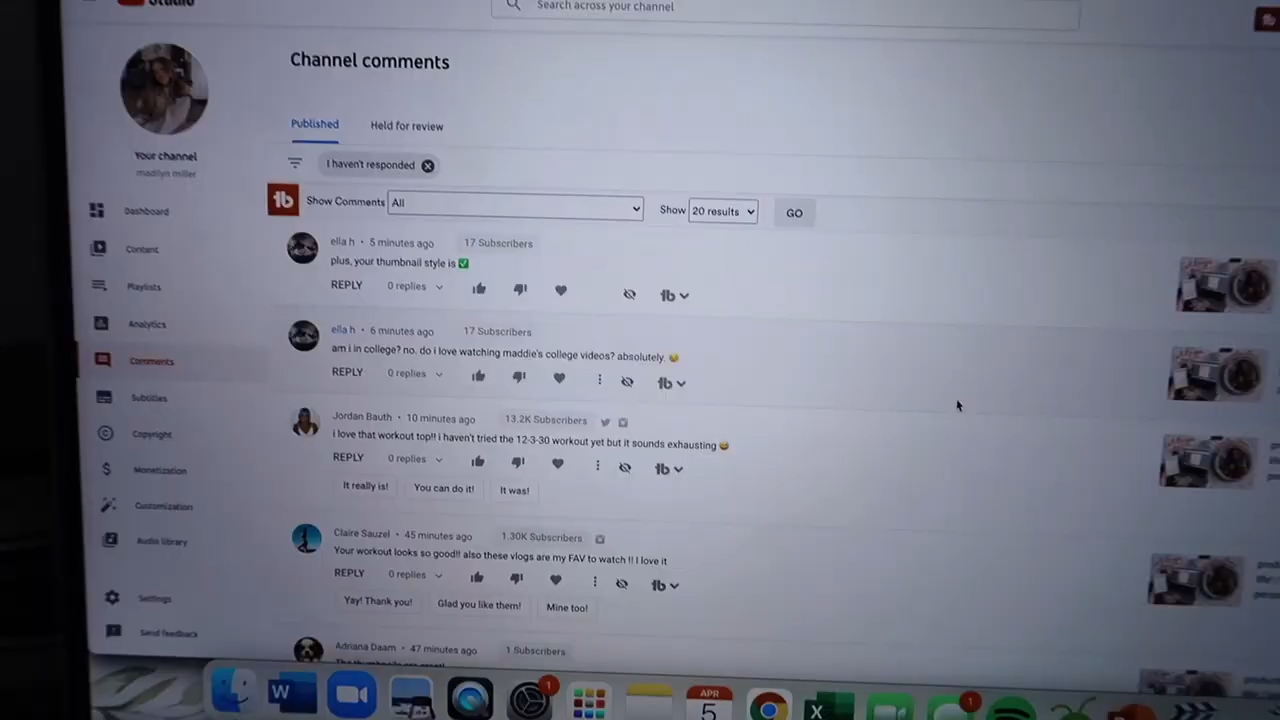 Studio
Search across your channel
Channel comments
Published
Held for review
Your channel
madilyn miller
I haven't responded
Show Comments All
Show 20 results
GO
Dashboard
Content
Playlists
Analytics
Comments
Subtitles
Copyright
Monetization
Customization
Audio library
Settings
Send feedback
ella h • 5 minutes ago 17 Subscribers
plus, your thumbnail style is ✅
REPLY 0 replies
ella h • 6 minutes ago 17 Subscribers
am i in college? no. do i love watching maddie's college videos? absolutely. 😂
REPLY 0 replies
Jordan Bauth • 10 minutes ago 13.2K Subscribers
i love that workout top!! i haven't tried the 12-3-30 workout yet but it sounds exhausting 😅
REPLY 0 replies
It really is! You can do it! It was!
Claire Sauzel • 45 minutes ago 1.30K Subscribers
Your workout looks so good!! also these vlogs are my FAV to watch !! I love it
REPLY 0 replies
Yay! Thank you! Glad you like them! Mine too!
Adriana Daam • 47 minutes ago 1 Subscribers
W
1
APR
5
X
1